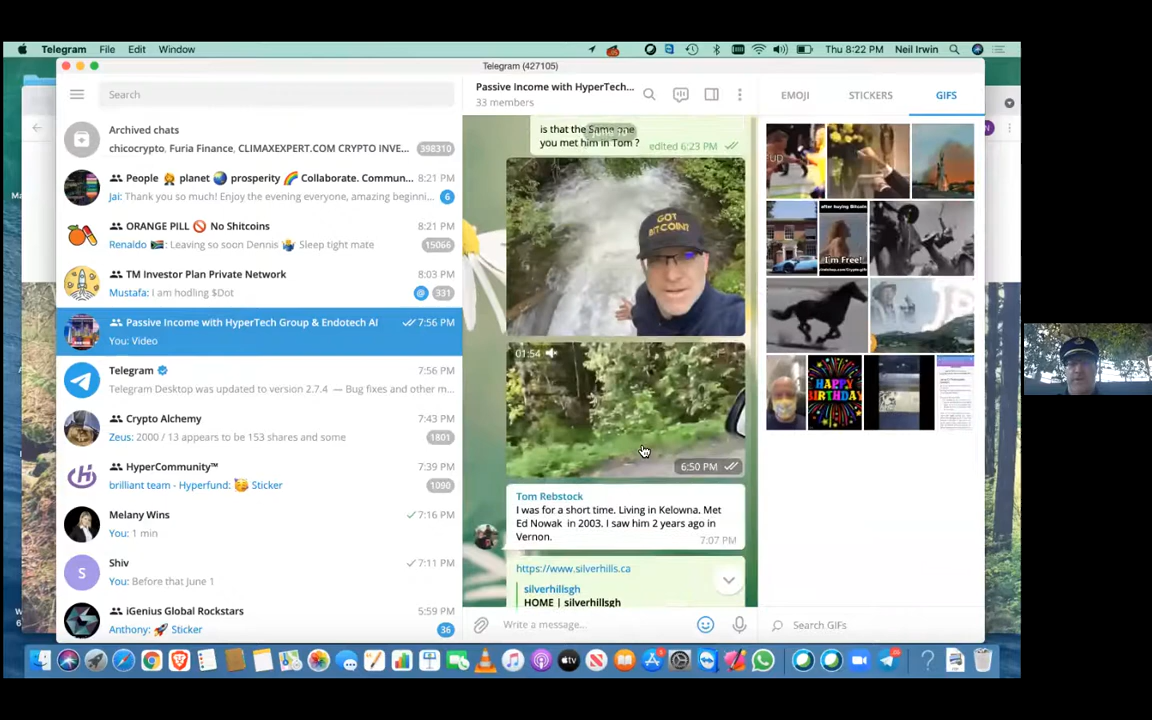 Telegram File Edit Window
Thu 8:22 PM Neil Irwin
Telegram (427105)
Search
Archived chats
chicocrypto, Furia Finance, CLIMAXEXPERT.COM CRYPTO INVE...
398310
People planet prosperity Collaborate. Commun...
8:21 PM
Jai: Thank you so much! Enjoy the evening everyone, amazing beginni...
6
ORANGE PILL No Shitcoins
8:21 PM
Renaldo : Leaving so soon Dennis Sleep tight mate
15066
TM Investor Plan Private Network
8:03 PM
Mustafa: I am hodling $Dot
@ 331
Passive Income with HyperTech Group & Endotech AI
7:56 PM
You: Video
Telegram
7:56 PM
Telegram Desktop was updated to version 2.7.4 — Bug fixes and other m...
Crypto Alchemy
7:43 PM
Zeus: 2000 / 13 appears to be 153 shares and some
1801
HyperCommunity™
7:39 PM
brilliant team - Hyperfund: Sticker
1090
Melany Wins
7:16 PM
You: 1 min
S
Shiv
7:11 PM
You: Before that June 1
iGenius Global Rockstars
5:59 PM
Anthony: Sticker
36
Passive Income with HyperTech...
33 members
is that the Same one
you met him in Tom ?
edited 6:23 PM
GOT
BITCOIN?
01:54
6:50 PM
Tom Rebstock
I was for a short time. Living in Kelowna. Met
Ed Nowak in 2003. I saw him 2 years ago in
Vernon.
7:07 PM
https://www.silverhills.ca
silverhillsgh
HOME | silverhillsgh
Write a message...
EMOJI STICKERS GIFS
after buying Bitcoin
I'm Free!
HAPPY
BIRTHDAY
Search GIFs